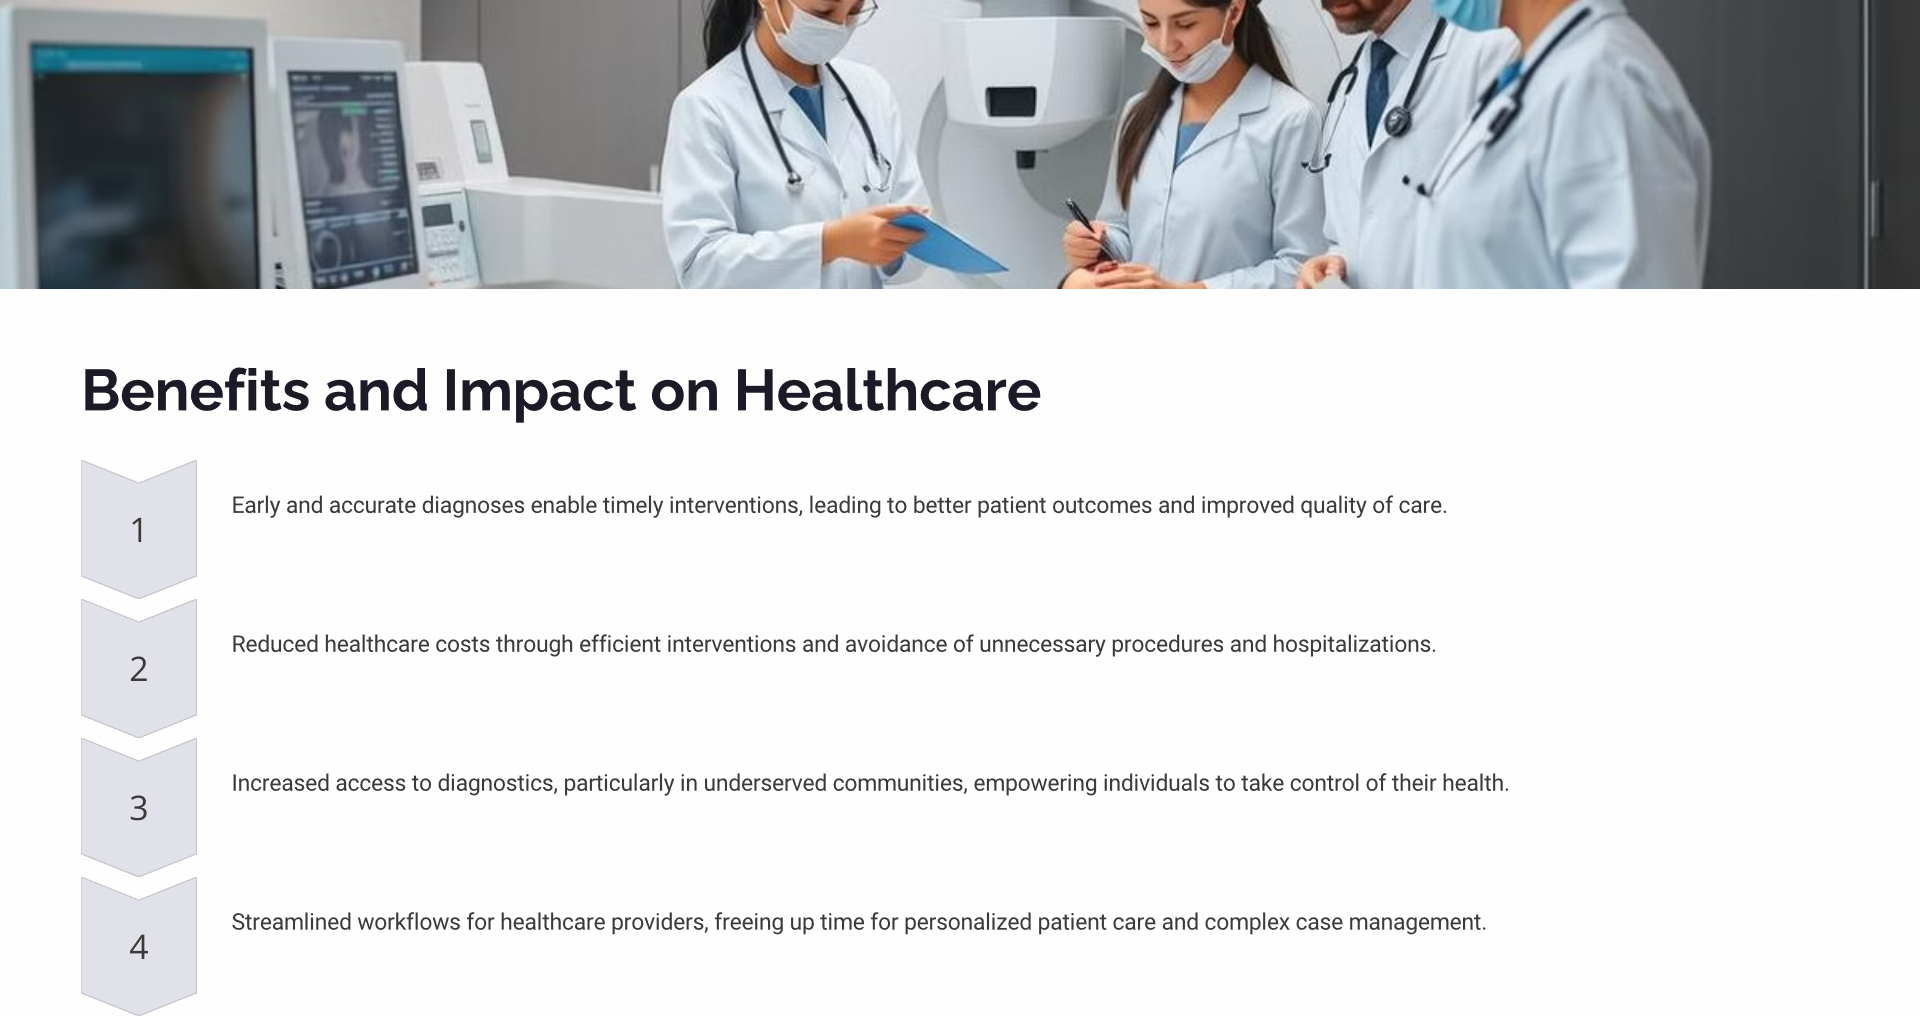 Benefits and Impact on Healthcare
1
Early and accurate diagnoses enable timely interventions, leading to better patient outcomes and improved quality of care.
2
Reduced healthcare costs through efficient interventions and avoidance of unnecessary procedures and hospitalizations.
3
Increased access to diagnostics, particularly in underserved communities, empowering individuals to take control of their health.
4
Streamlined workflows for healthcare providers, freeing up time for personalized patient care and complex case management.